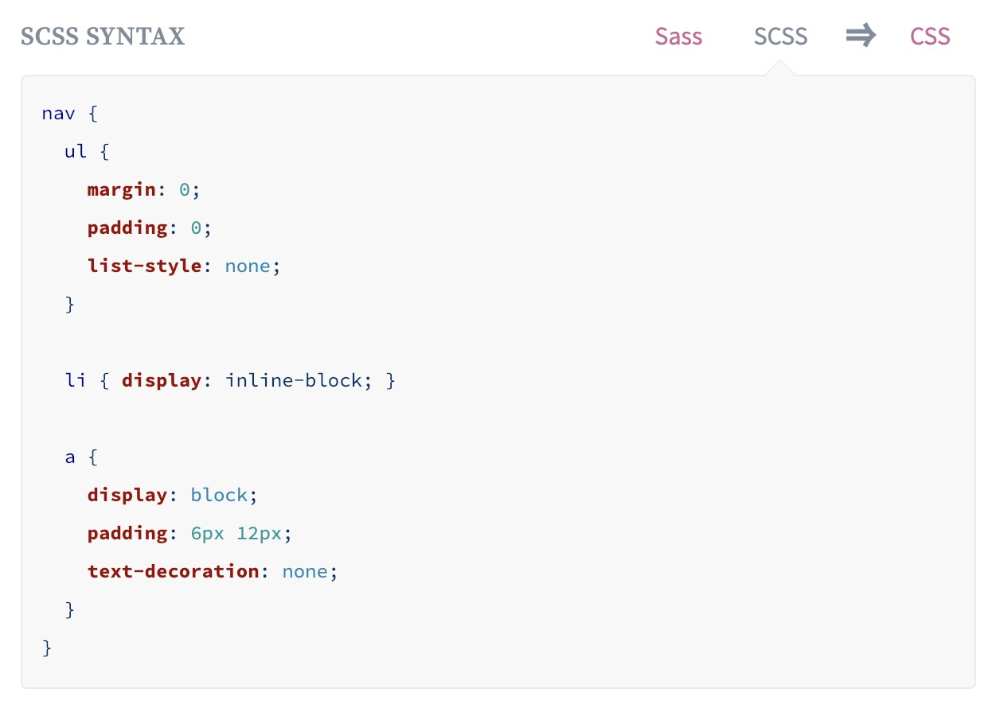 SCSS SYNTAX
Sass SCSS ⇒ CSS
nav {
  ul {
    margin: 0;
    padding: 0;
    list-style: none;
  }

  li { display: inline-block; }

  a {
    display: block;
    padding: 6px 12px;
    text-decoration: none;
  }
}